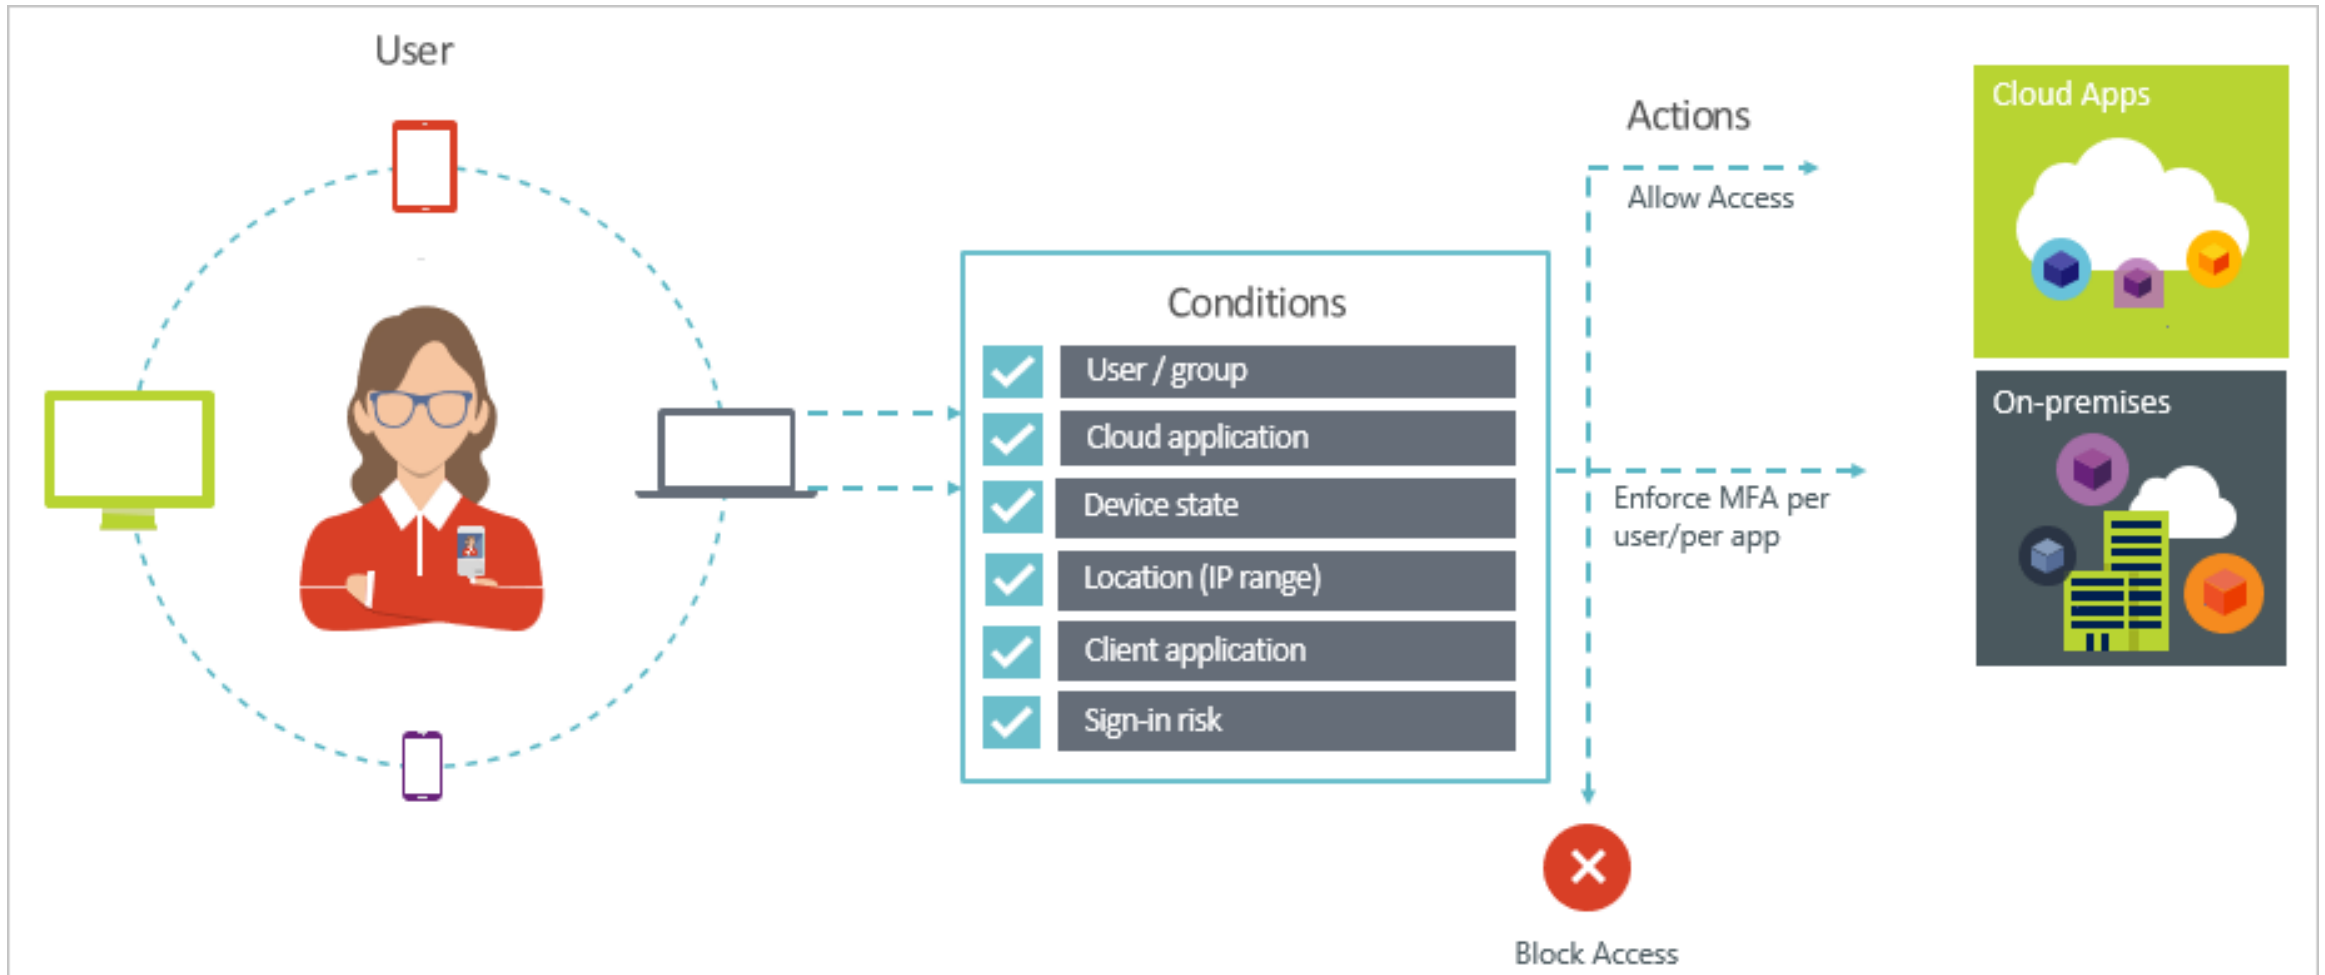 User
Conditions
User / group
Cloud application
Device state
Location (IP range)
Client application
Sign-in risk
Actions
Allow Access
Enforce MFA per
user/per app
Block Access
Cloud Apps
On-premises